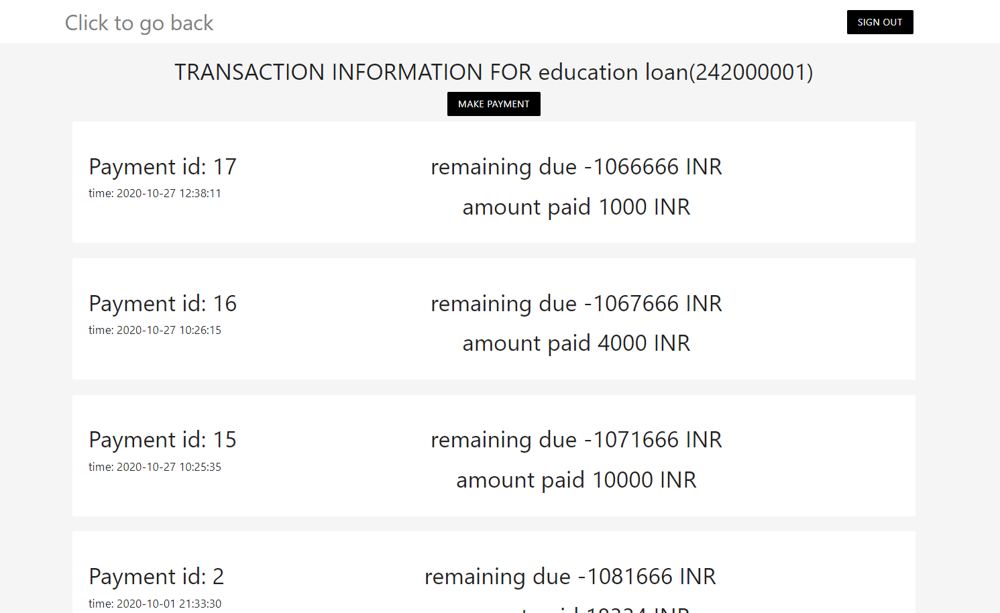 Click to go back
SIGN OUT
TRANSACTION INFORMATION FOR education loan(242000001)
MAKE PAYMENT
Payment id: 17
time: 2020-10-27 12:38:11
remaining due -1066666 INR
amount paid 1000 INR
Payment id: 16
time: 2020-10-27 10:26:15
remaining due -1067666 INR
amount paid 4000 INR
Payment id: 15
time: 2020-10-27 10:25:35
remaining due -1071666 INR
amount paid 10000 INR
Payment id: 2
time: 2020-10-01 21:33:30
remaining due -1081666 INR